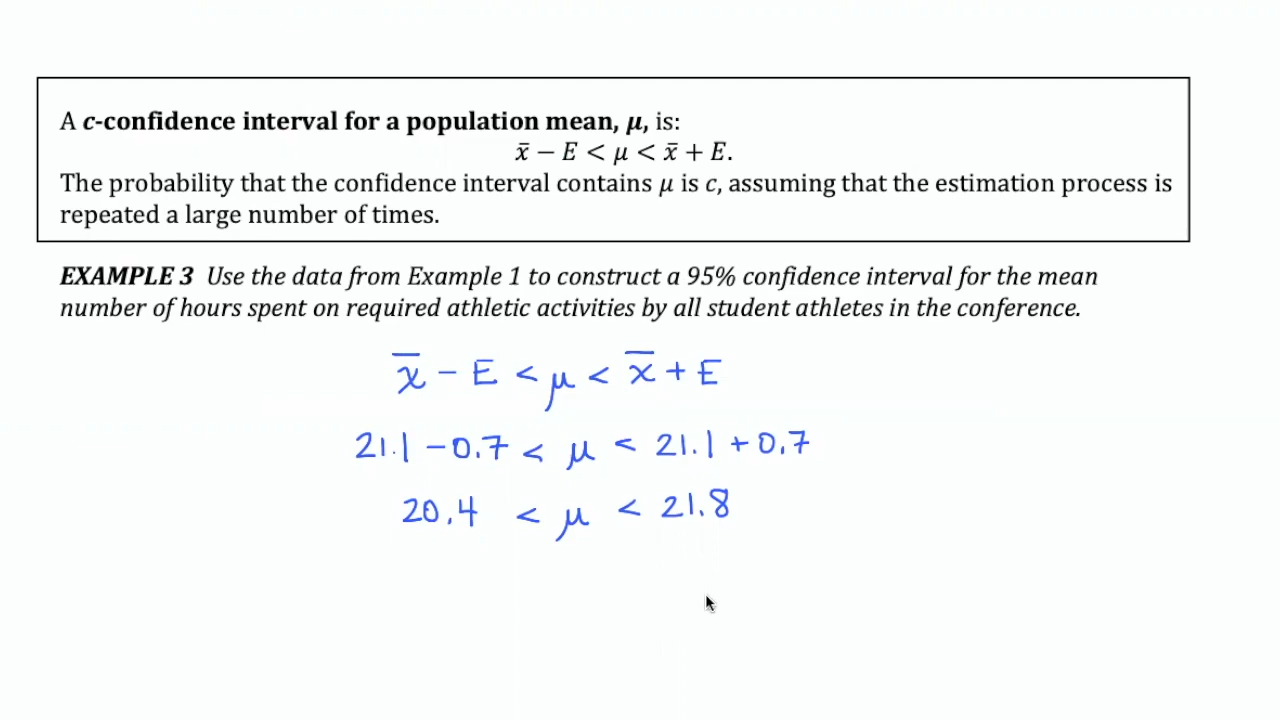 A c-confidence interval for a population mean, μ, is:
x̄ − E < μ < x̄ + E.
The probability that the confidence interval contains μ is c, assuming that the estimation process is
repeated a large number of times.
EXAMPLE 3 Use the data from Example 1 to construct a 95% confidence interval for the mean
number of hours spent on required athletic activities by all student athletes in the conference.
x̄ − E < μ < x̄ + E
21.1 − 0.7 < μ < 21.1 + 0.7
20.4 < μ < 21.8